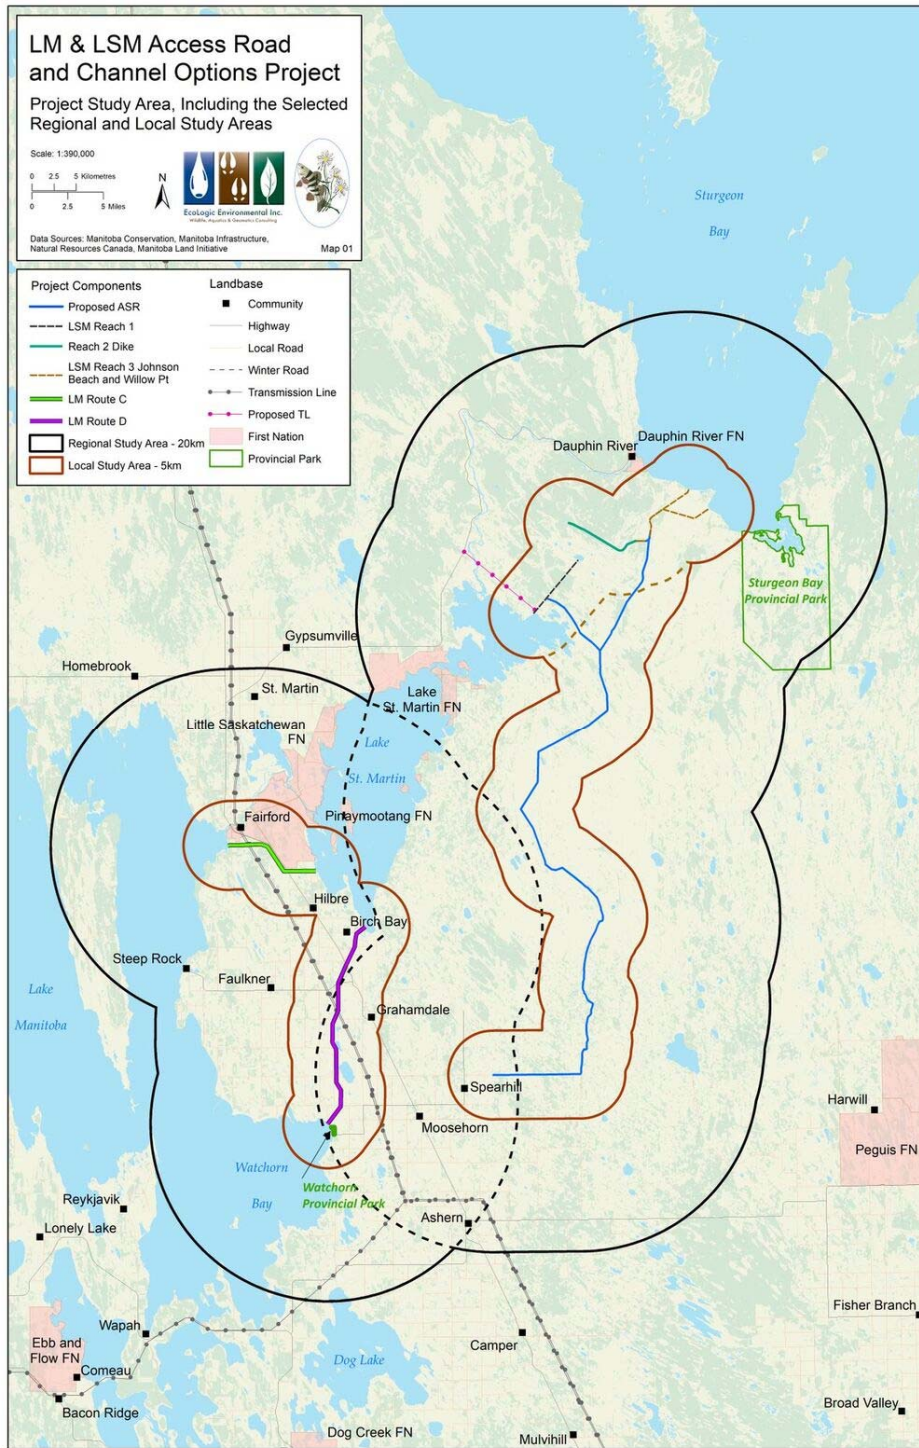 LM & LSM Access Road
and Channel Options Project
Project Study Area, Including the Selected
Regional and Local Study Areas
Scale: 1:390,000
0 2.5 5 Kilometres
0 2.5 5 Miles
N
EcoLogic Environmental Inc.
Wildlife, Aquatics & Geomatics Consulting
Data Sources: Manitoba Conservation, Manitoba Infrastructure,
Natural Resources Canada, Manitoba Land Initiative
Map 01
Project Components
Proposed ASR
LSM Reach 1
Reach 2 Dike
LSM Reach 3 Johnson
Beach and Willow Pt
LM Route C
LM Route D
Regional Study Area - 20km
Local Study Area - 5km
Landbase
Community
Highway
Local Road
Winter Road
Transmission Line
Proposed TL
First Nation
Provincial Park
Sturgeon
Bay
Dauphin River
Dauphin River FN
Sturgeon Bay
Provincial Park
Gypsumville
Homebrook
St. Martin
Lake
St. Martin FN
Little Saskatchewan
FN
Lake
St. Martin
Fairford
Pinaymootang FN
Hilbre
Birch Bay
Steep Rock
Faulkner
Lake
Manitoba
Grahamdale
Spearhill
Moosehorn
Harwill
Peguis FN
Watchorn
Bay
Watchorn
Provincial Park
Reykjavik
Lonely Lake
Ashern
Wapah
Fisher Branch
Camper
Ebb and
Flow FN
Comeau
Bacon Ridge
Dog Lake
Broad Valley
Dog Creek FN
Mulvihill